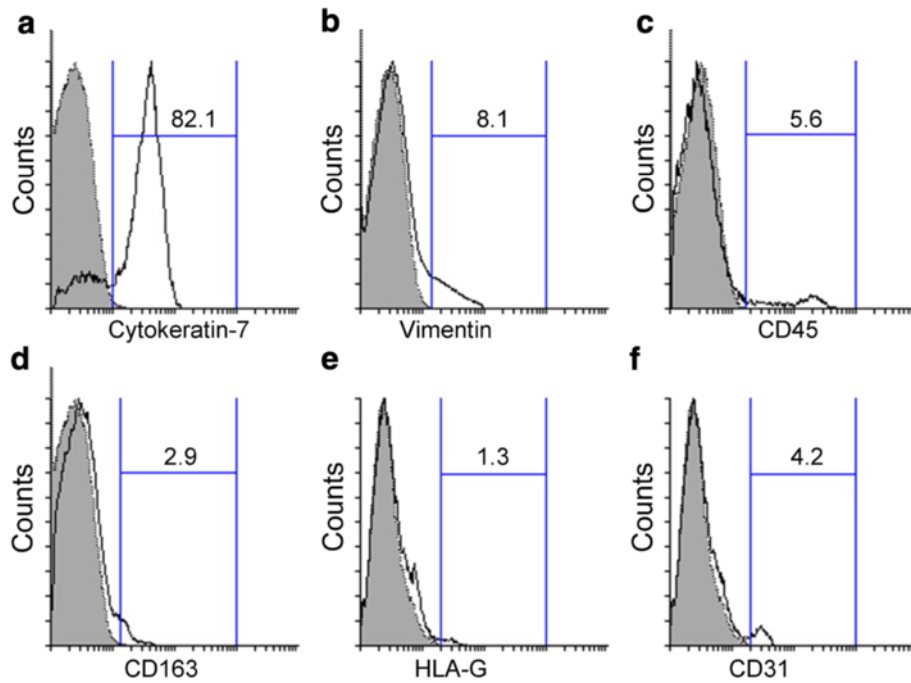 a
Counts
82.1
Cytokeratin-7
b
Counts
8.1
Vimentin
c
Counts
5.6
CD45
d
Counts
2.9
CD163
e
Counts
1.3
HLA-G
f
Counts
4.2
CD31